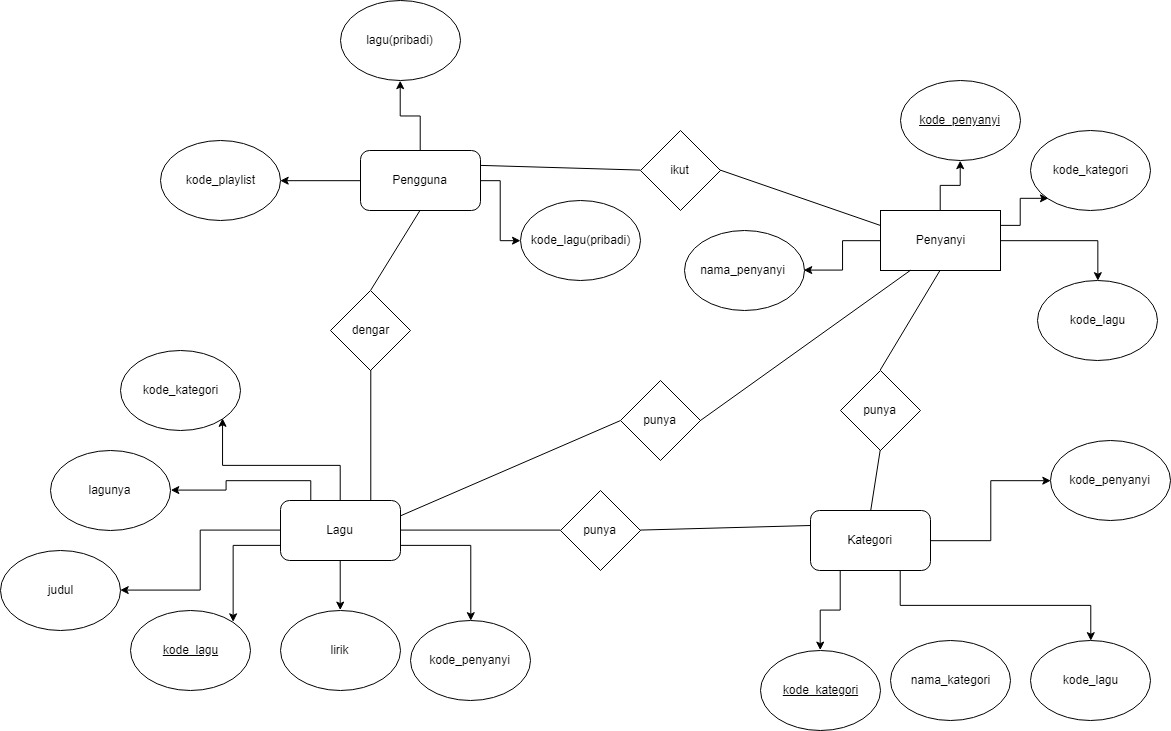 lagu(pribadi)
kode_penyanyi
kode_kategori
kode_playlist
Pengguna
ikut
kode_lagu(pribadi)
Penyanyi
nama_penyanyi
kode_lagu
dengar
kode_kategori
punya
punya
lagunya
kode_penyanyi
Lagu
punya
Kategori
judul
kode_lagu
lirik
kode_penyanyi
kode_kategori
nama_kategori
kode_lagu